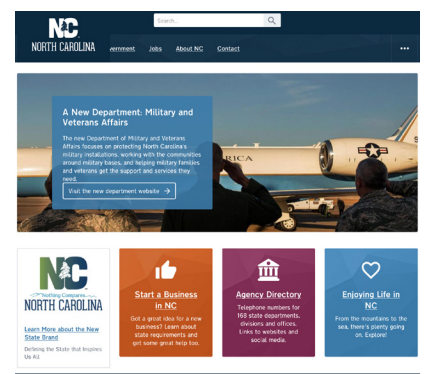 Search...
NC
NORTH CAROLINA
vernment Jobs About NC Contact
A New Department: Military and
Veterans Affairs
The new Department of Military and Veterans
Affairs focuses on protecting North Carolina's
military installations, working with the communities
around military bases, and helping military families
and veterans get the support and services they
need.
Visit the new department website →
RICA
NC
Nothing Compares
NORTH CAROLINA
Learn More about the New
State Brand
Defining the State that Inspires
Us All
Start a Business
in NC
Got a great idea for a new
business? Learn about
state requirements and
get some great help too.
Agency Directory
Telephone numbers for
168 state departments,
divisions and offices.
Links to websites and
social media.
Enjoying Life in
NC
From the mountains to the
sea, there's plenty going
on. Explore!